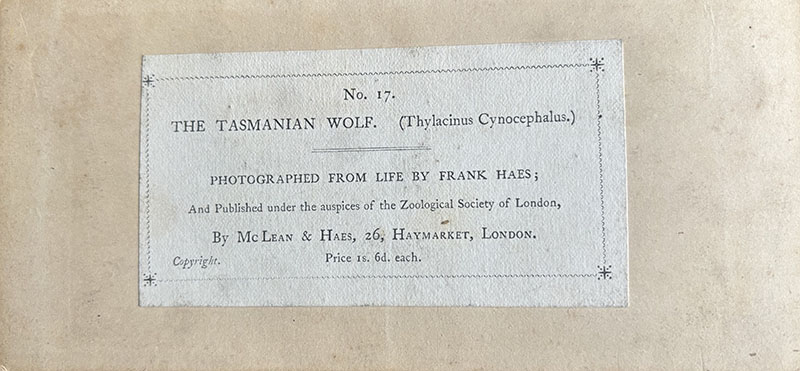 No. 17.
THE TASMANIAN WOLF. (Thylacinus Cynocephalus.)
PHOTOGRAPHED FROM LIFE BY FRANK HAES;
And Published under the auspices of the Zoological Society of London,
By McLean & Haes, 26, Haymarket, London.
Copyright. Price 1s. 6d. each.